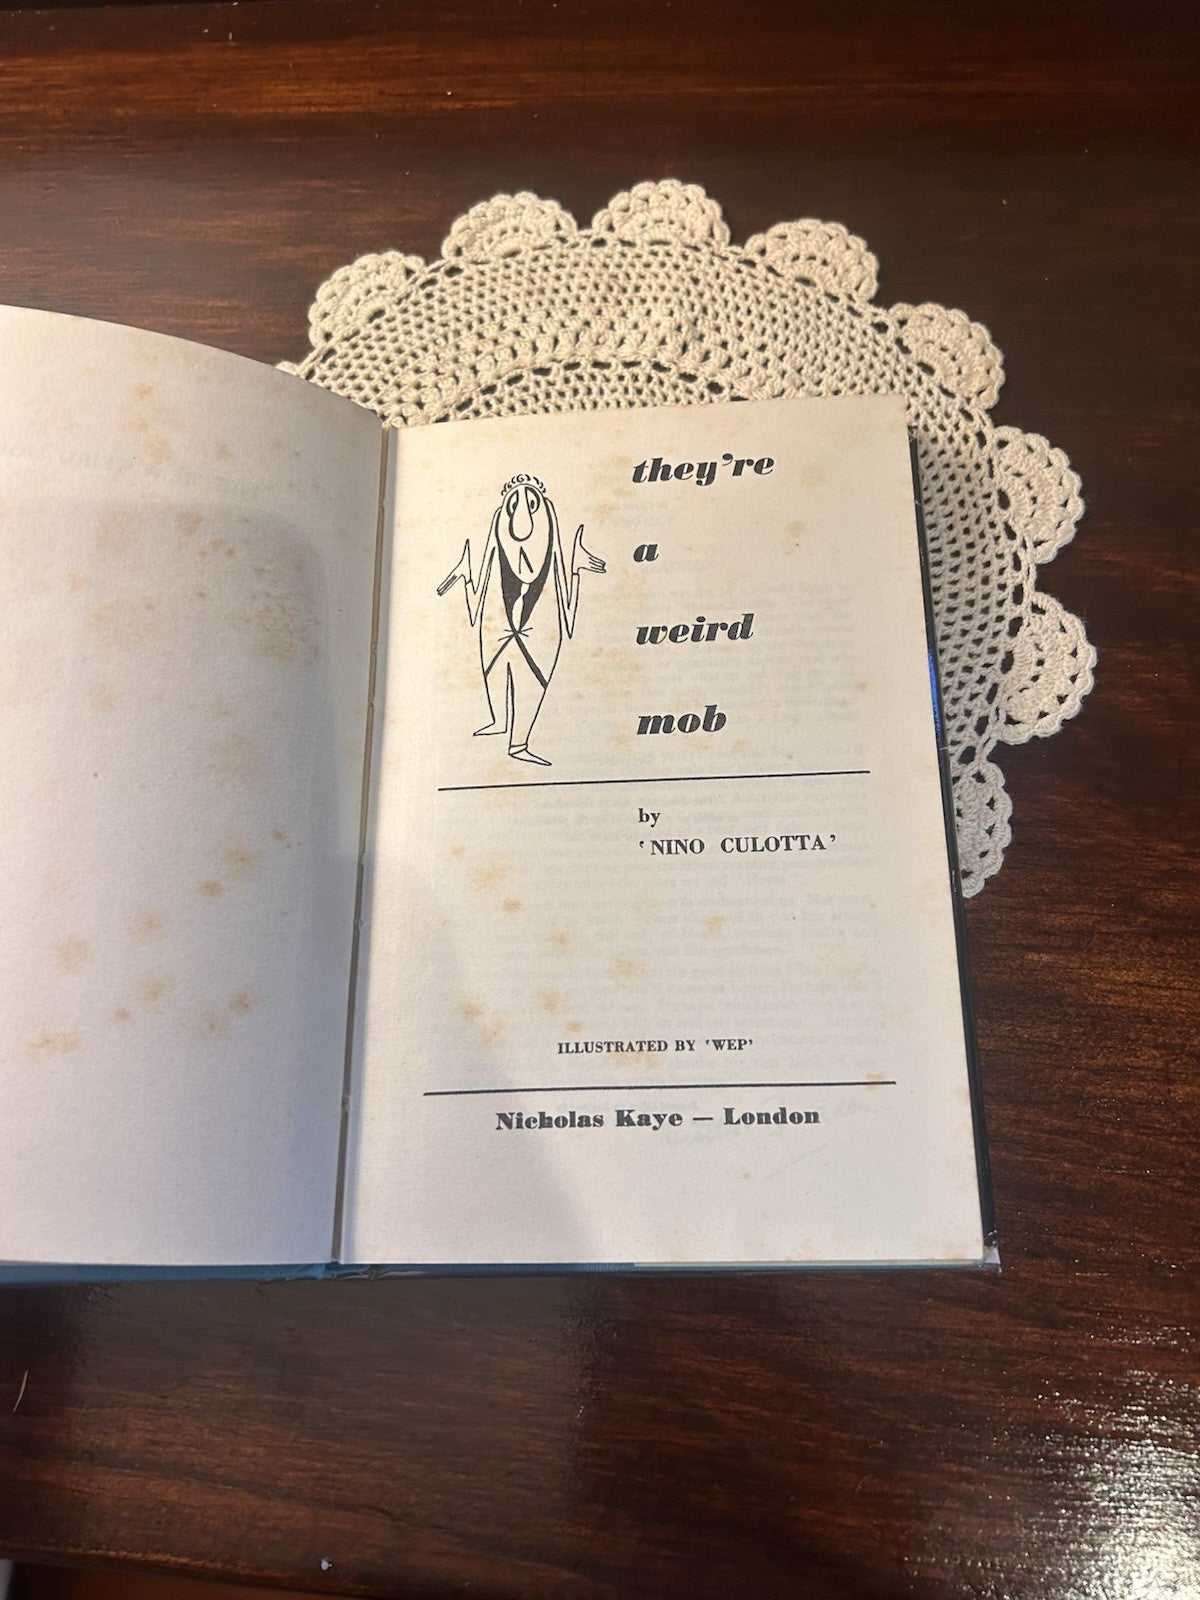 they're
a
weird
mob
by
‘NINO CULOTTA’
ILLUSTRATED BY ‘WEP’
Nicholas Kaye — London